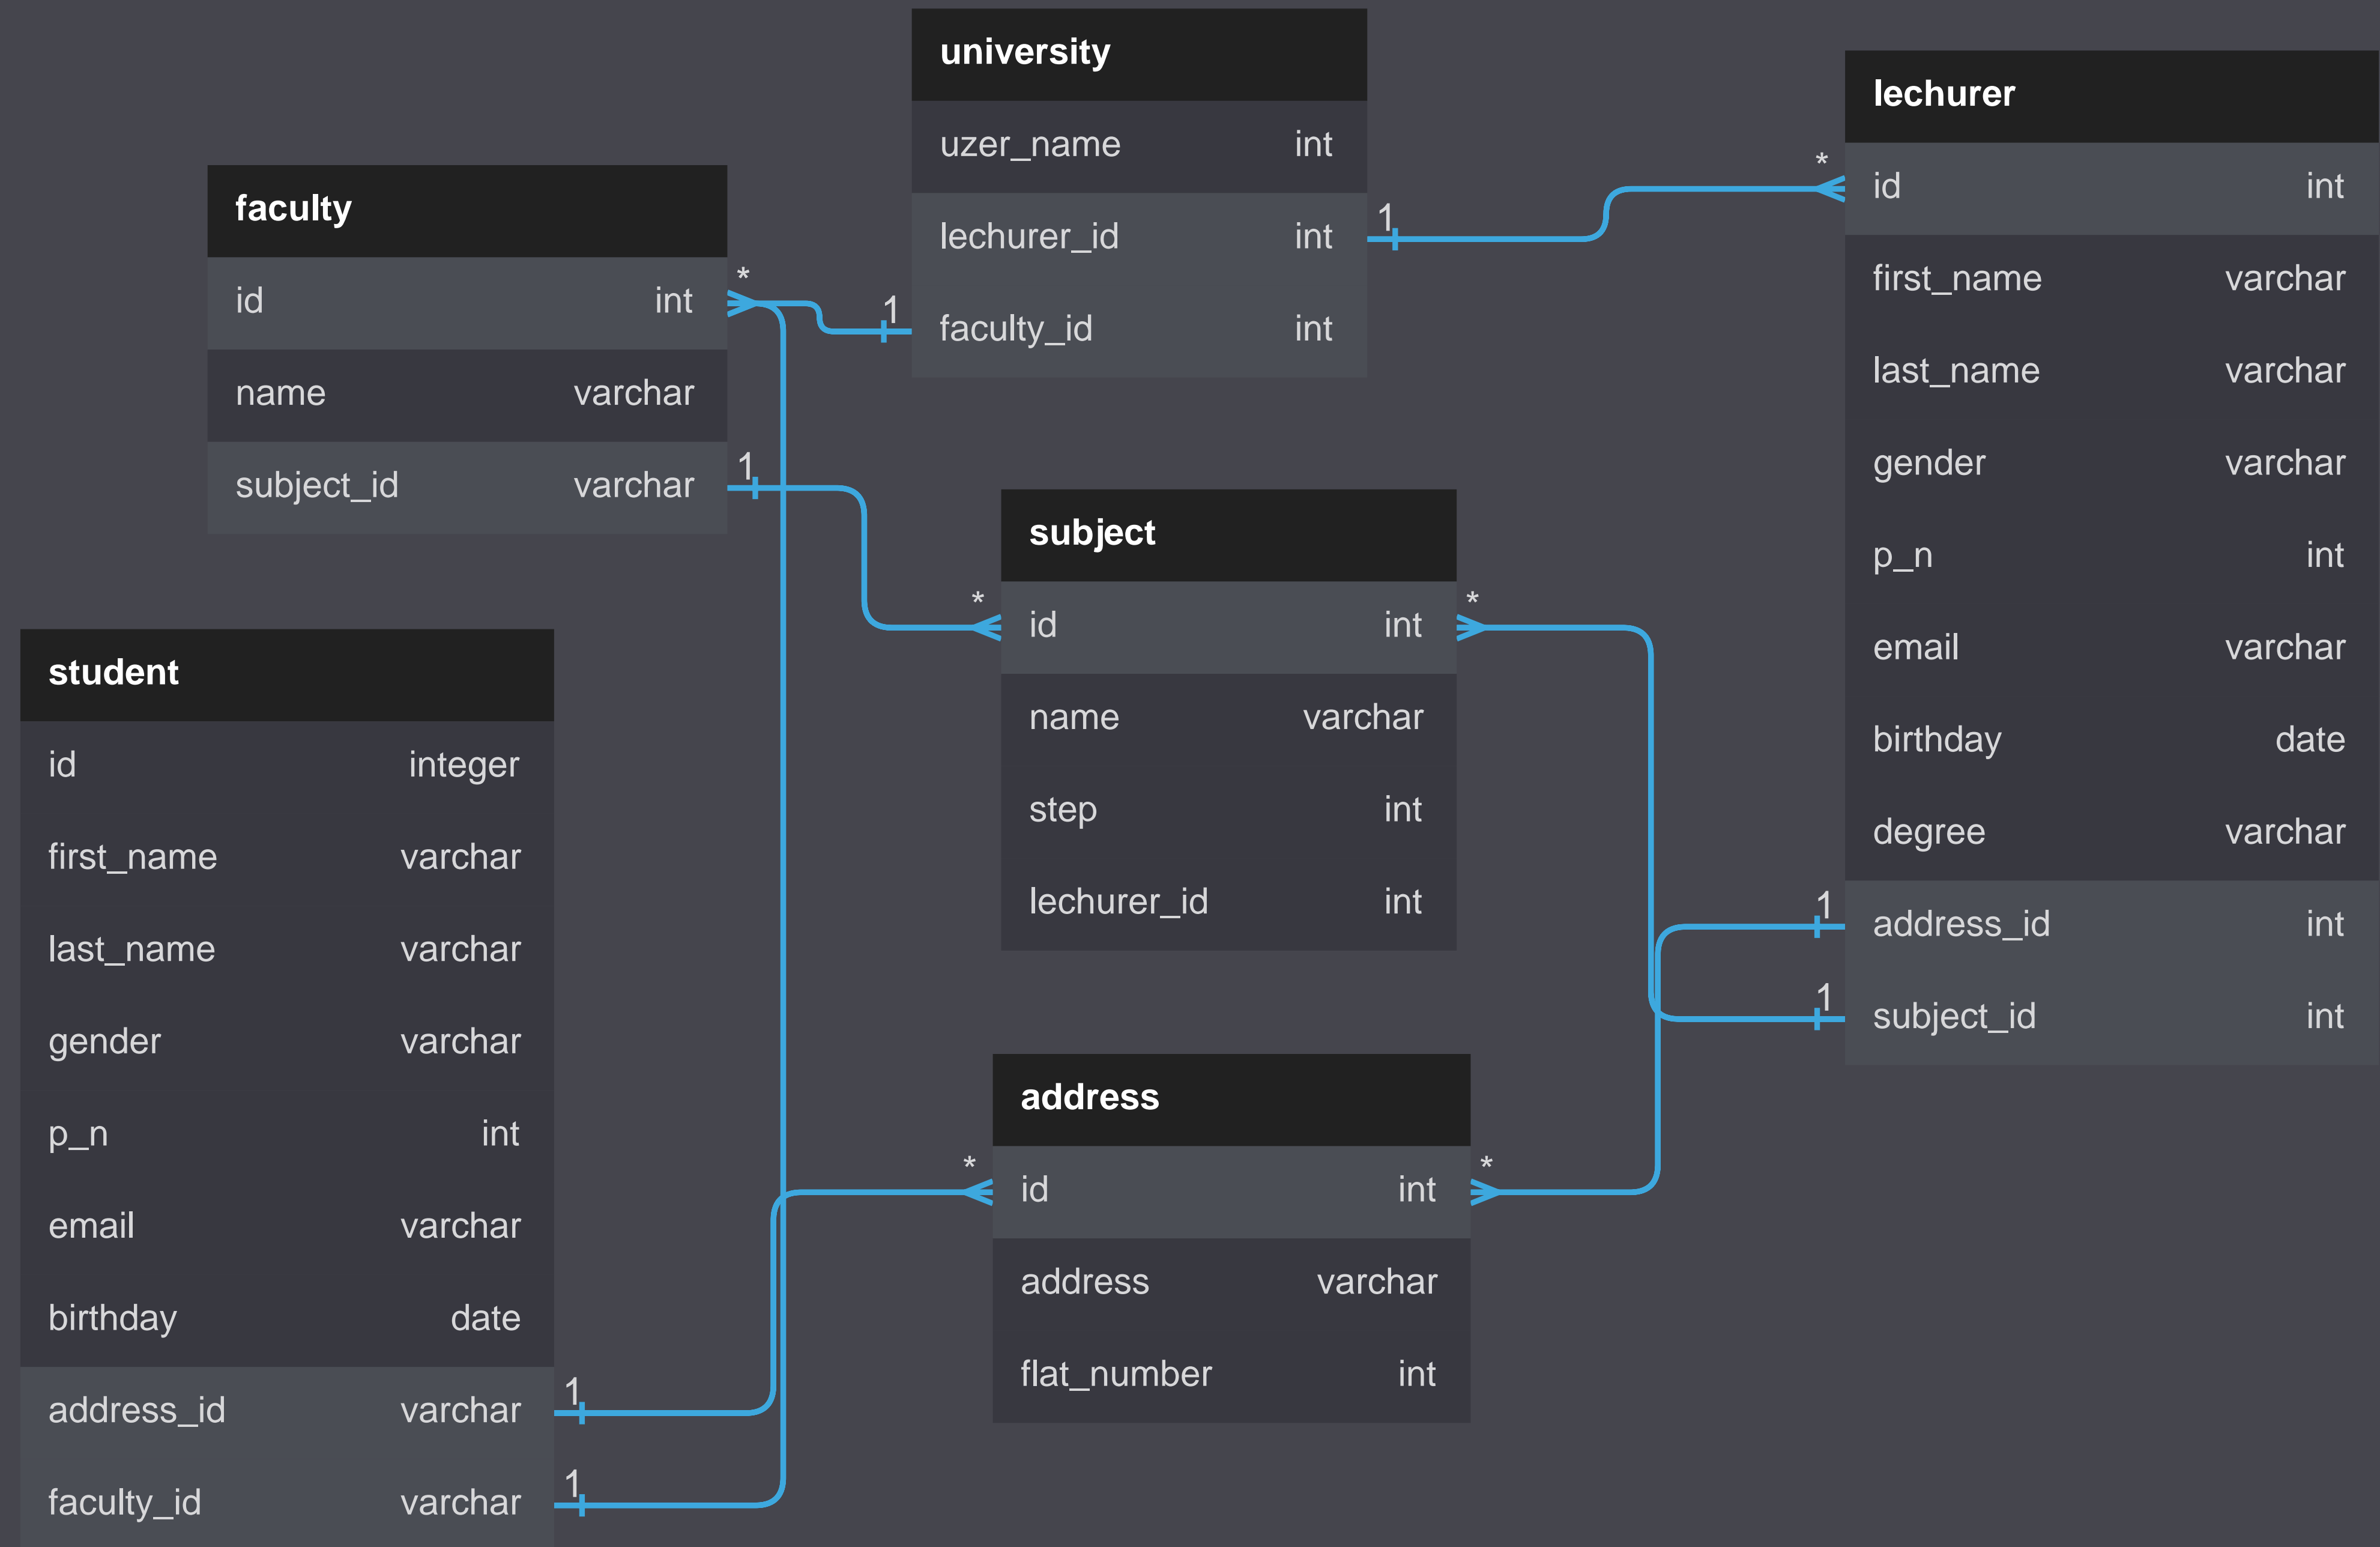 university
uzer_name int
lechurer_id int
1
faculty_id int
1
lechurer
*
id int
first_name varchar
last_name varchar
gender varchar
p_n int
email varchar
birthday date
degree varchar
address_id int
1
subject_id int
1
faculty
id int
*
name varchar
subject_id varchar
1
subject
* id int *
name varchar
step int
lechurer_id int
student
id integer
first_name varchar
last_name varchar
gender varchar
p_n int
email varchar
birthday date
address_id varchar
1
faculty_id varchar
1
address
* id int *
address varchar
flat_number int